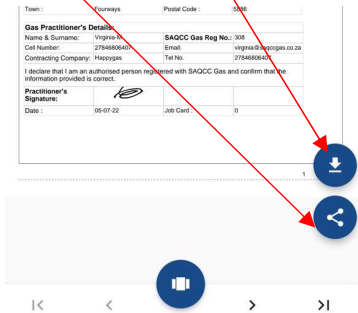 Town : Fourways Postal Code : 5886
Gas Practitioner's Details:
Name & Surname: Virginia-M SAQCC Gas Reg No.: 308
Cell Number: 27846806407 Email: virginia@saqccgas.co.za
Contracting Company: Happygas Tel No. 27846806407
I declare that I am an authorised person registered with SAQCC Gas and confirm that the
information provided is correct.
Practitioner's
Signature:
Date : 05-07-22 Job Card : 0
1